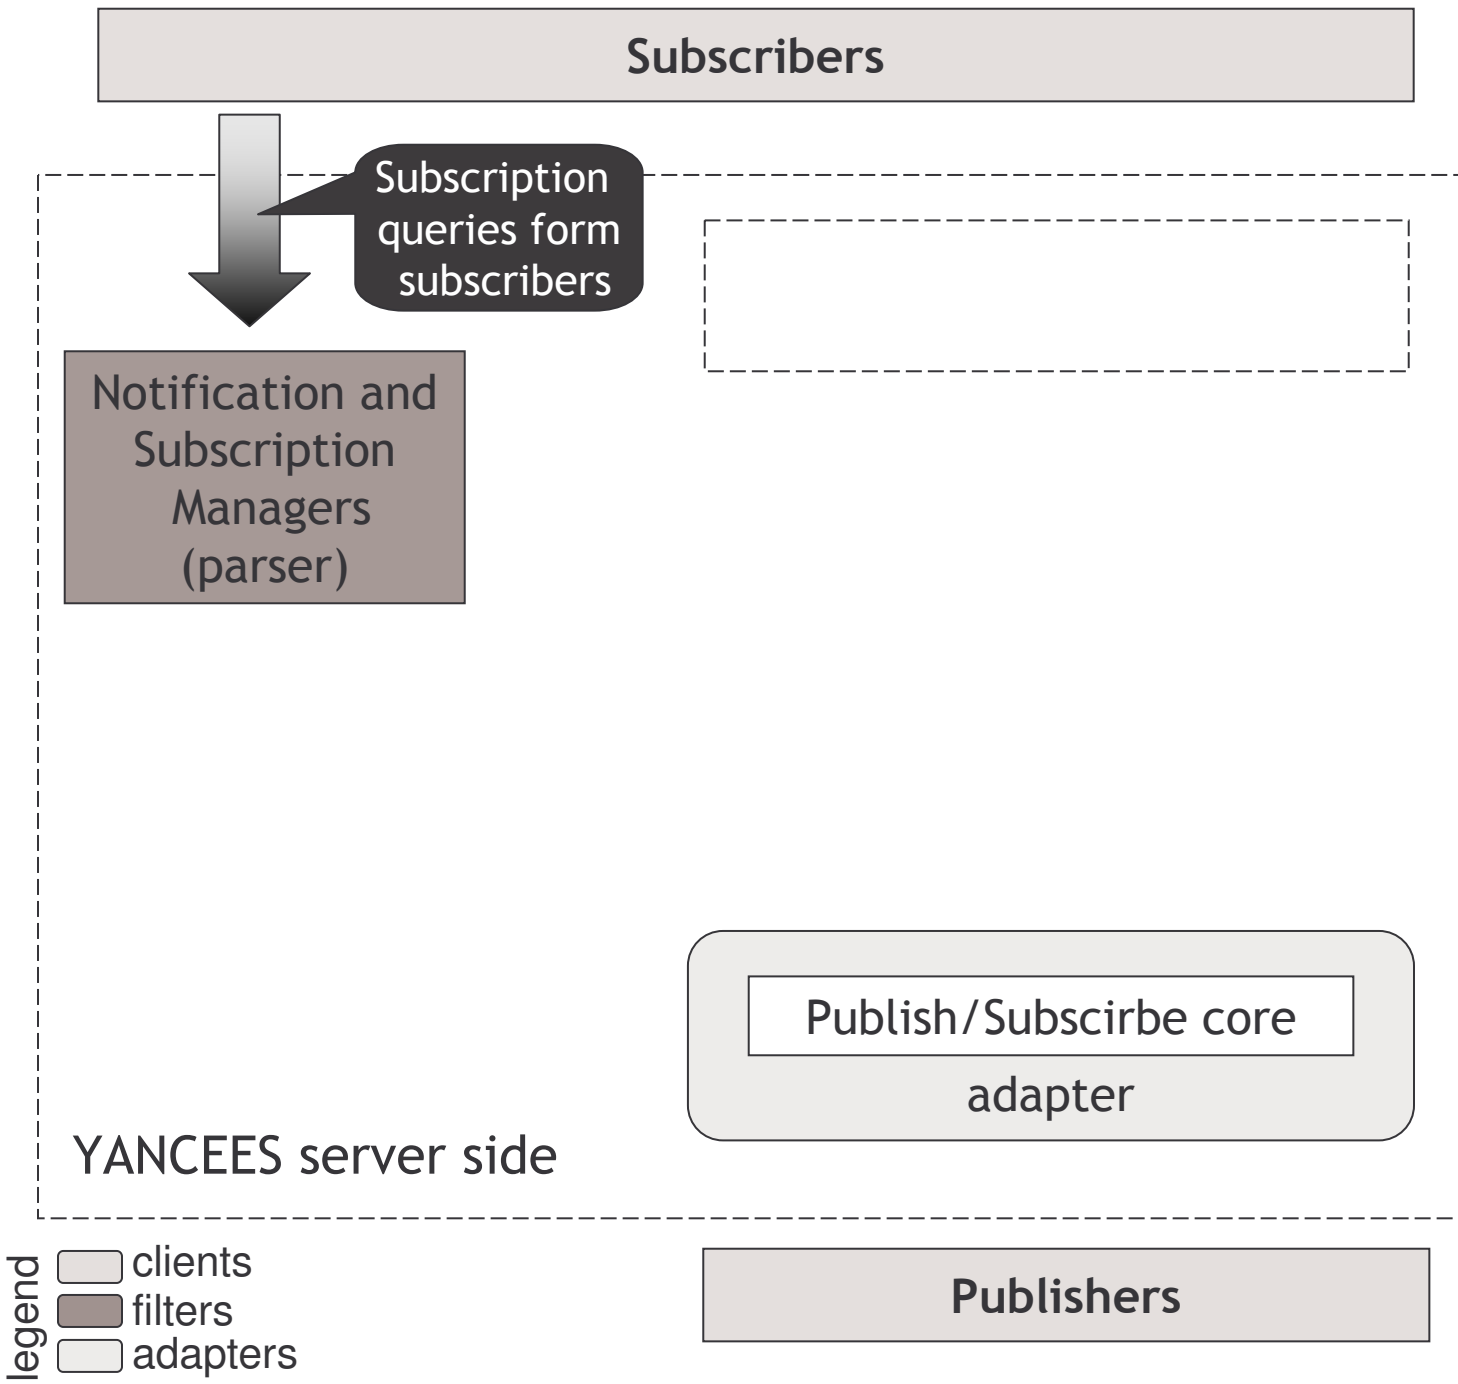 Subscribers
Subscription
queries form
subscribers
Notification and
Subscription
Managers
(parser)
Publish/Subscirbe core
adapter
YANCEES server side
legend
clients
filters
adapters
Publishers